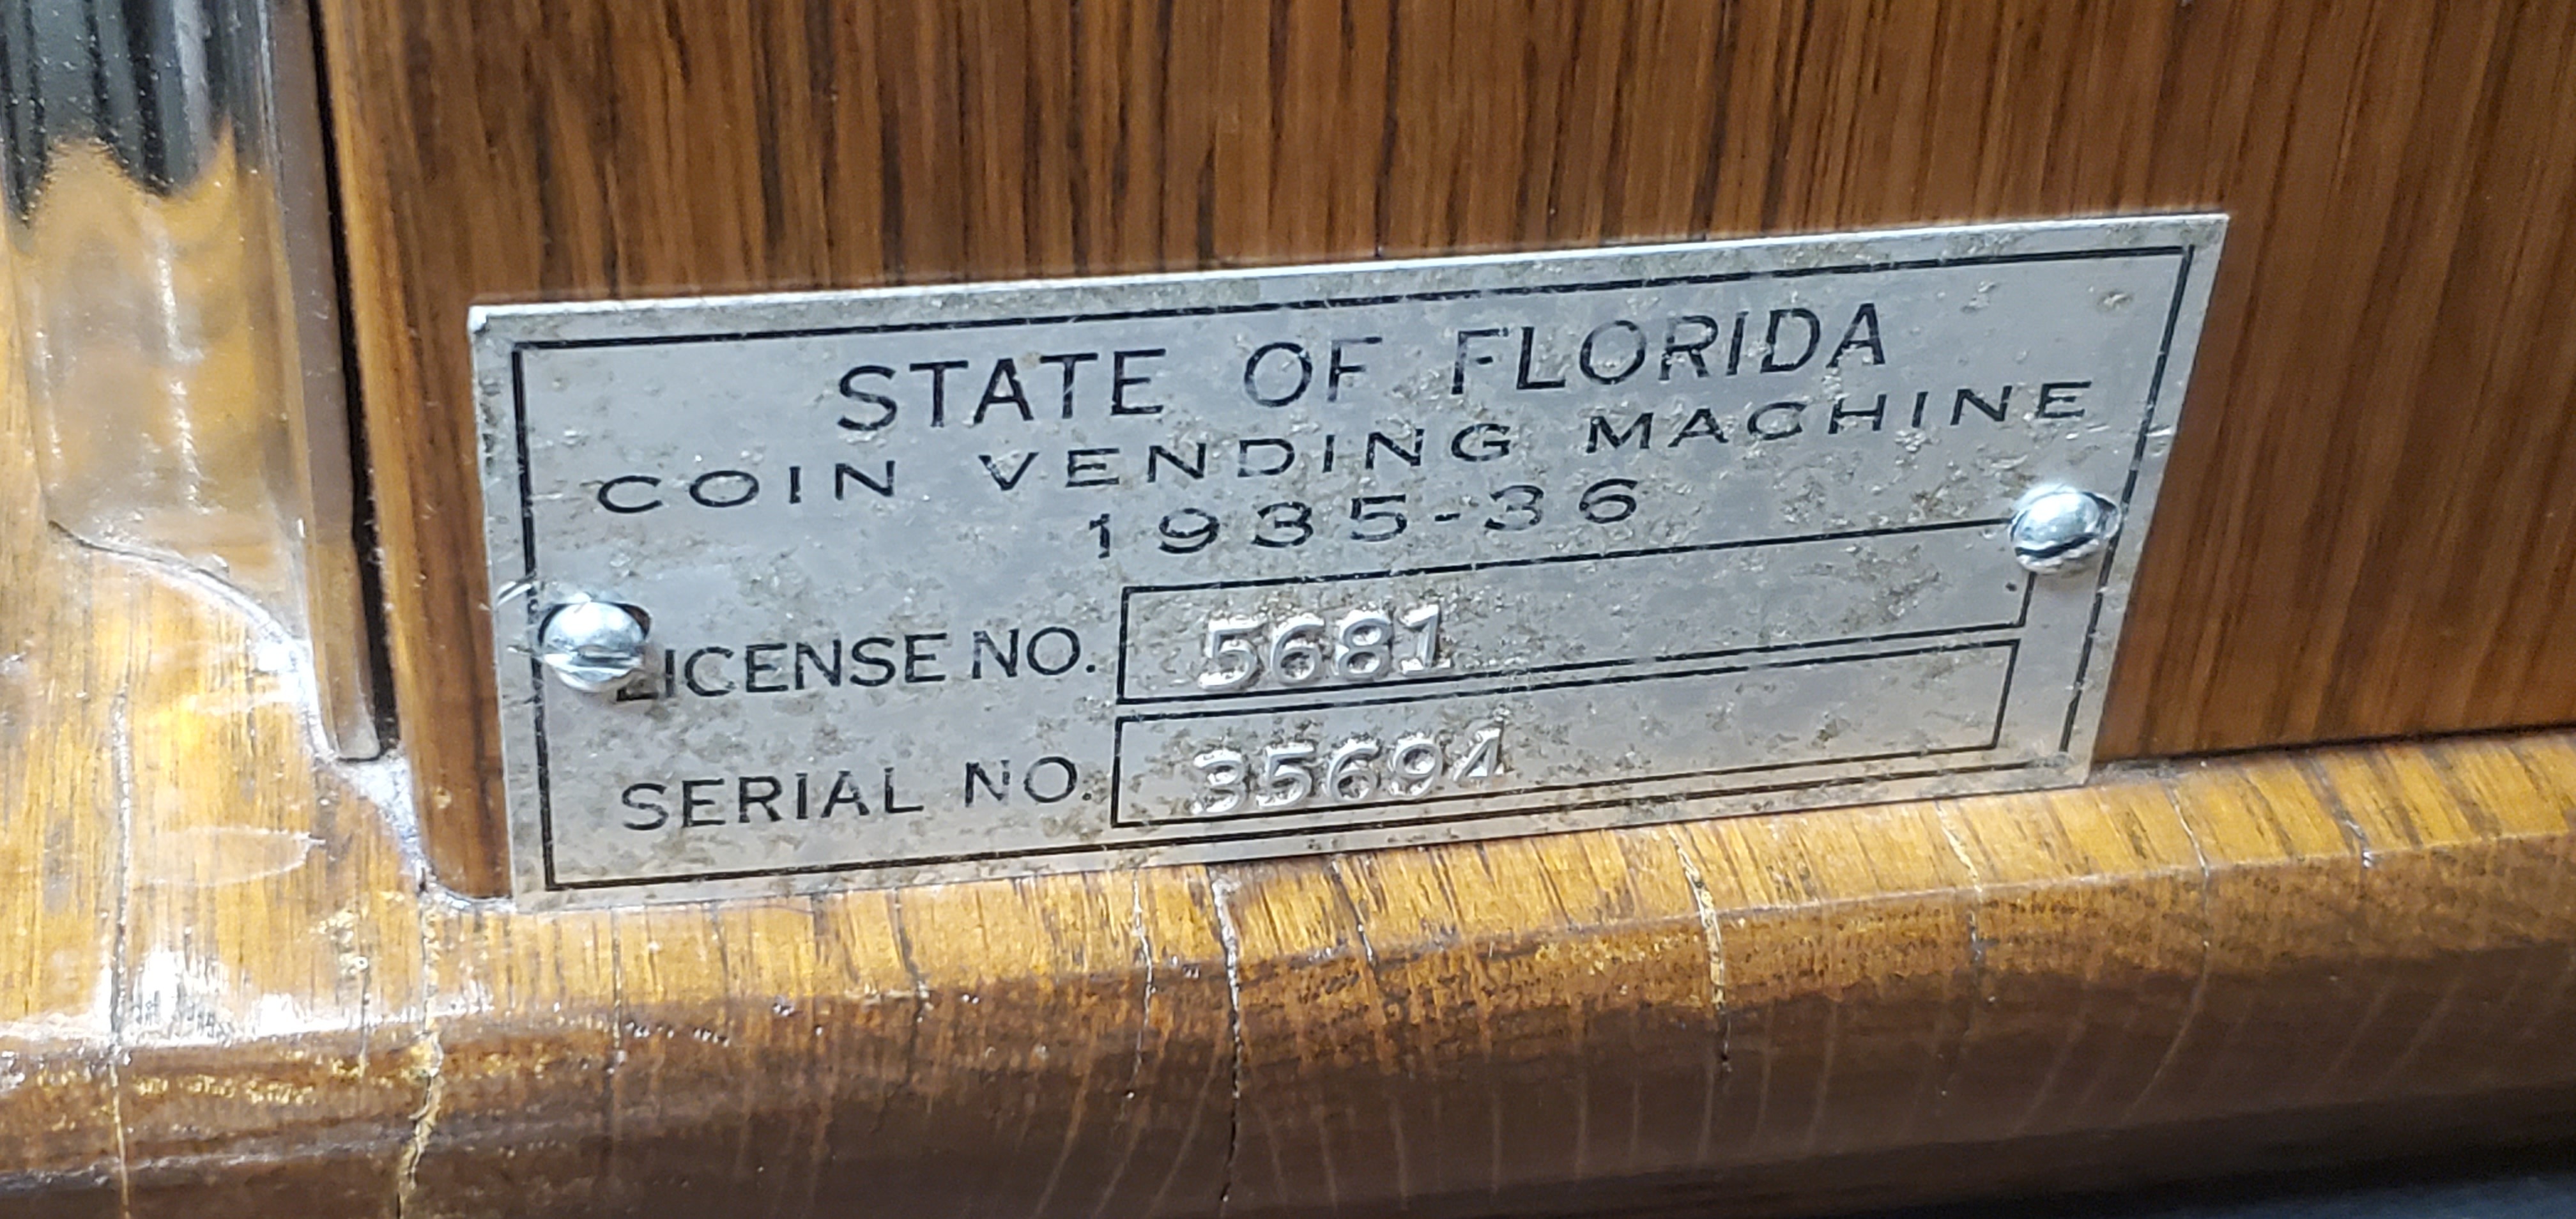 STATE OF FLORIDA
COIN VENDING MACHINE
1935-36
LICENSE NO. 5681
SERIAL NO. 35694